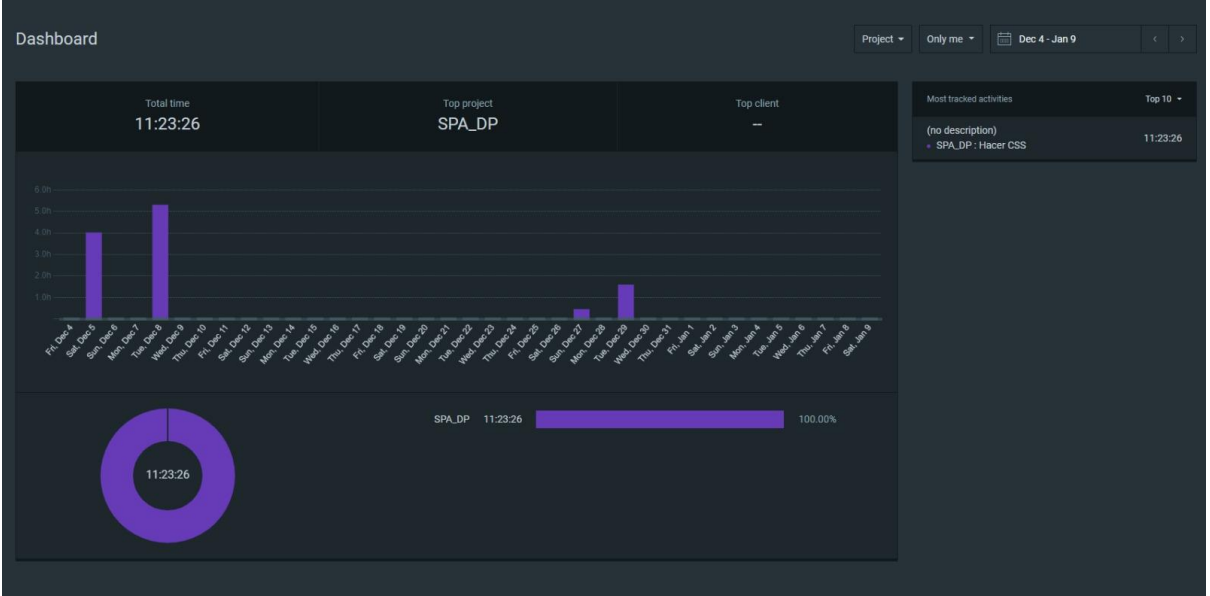 Dashboard
Project
Only me
Dec 4 - Jan 9
Total time
11:23:26
Top project
SPA_DP
Top client
--
Most tracked activities
Top 10
(no description)
SPA_DP : Hacer CSS
11:23:26
6.0h
5.0h
4.0h
3.0h
2.0h
1.0h
Fri, Dec 4
Sat, Dec 5
Sun, Dec 6
Mon, Dec 7
Tue, Dec 8
Wed, Dec 9
Thu, Dec 10
Fri, Dec 11
Sat, Dec 12
Sun, Dec 13
Mon, Dec 14
Tue, Dec 15
Wed, Dec 16
Thu, Dec 17
Fri, Dec 18
Sat, Dec 19
Sun, Dec 20
Mon, Dec 21
Tue, Dec 22
Wed, Dec 23
Thu, Dec 24
Fri, Dec 25
Sat, Dec 26
Sun, Dec 27
Mon, Dec 28
Tue, Dec 29
Wed, Dec 30
Thu, Dec 31
Fri, Jan 1
Sat, Jan 2
Sun, Jan 3
Mon, Jan 4
Tue, Jan 5
Wed, Jan 6
Thu, Jan 7
Fri, Jan 8
Sat, Jan 9
11:23:26
SPA_DP 11:23:26 100.00%